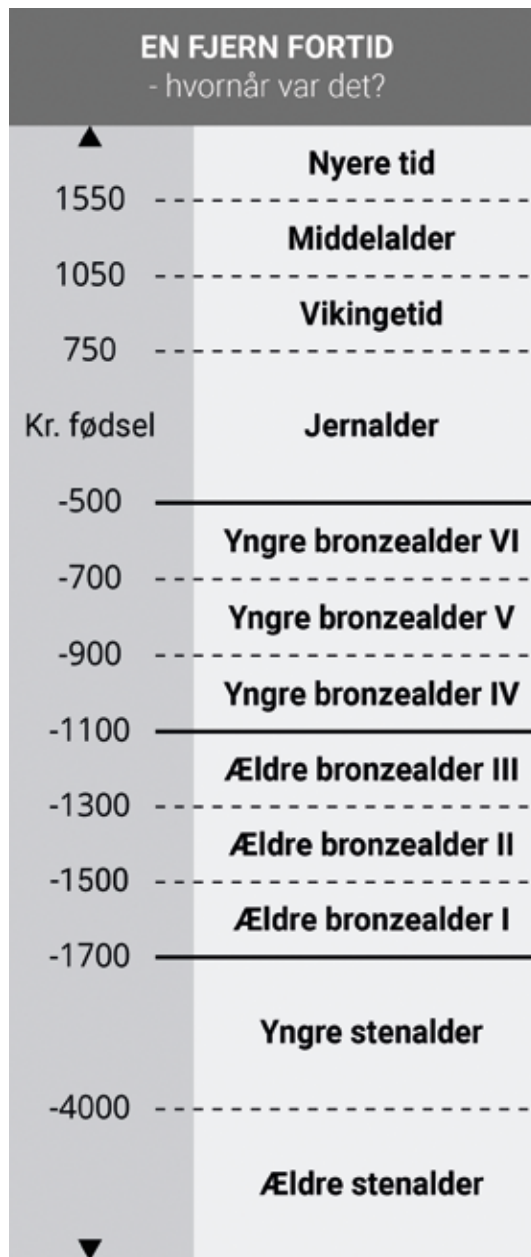 EN FJERN FORTID
- hvornår var det?
Nyere tid
1550
Middelalder
1050
Vikingetid
750
Kr. fødsel Jernalder
-500
Yngre bronzealder VI
-700
Yngre bronzealder V
-900
Yngre bronzealder IV
-1100
Ældre bronzealder III
-1300
Ældre bronzealder II
-1500
Ældre bronzealder I
-1700
Yngre stenalder
-4000
Ældre stenalder